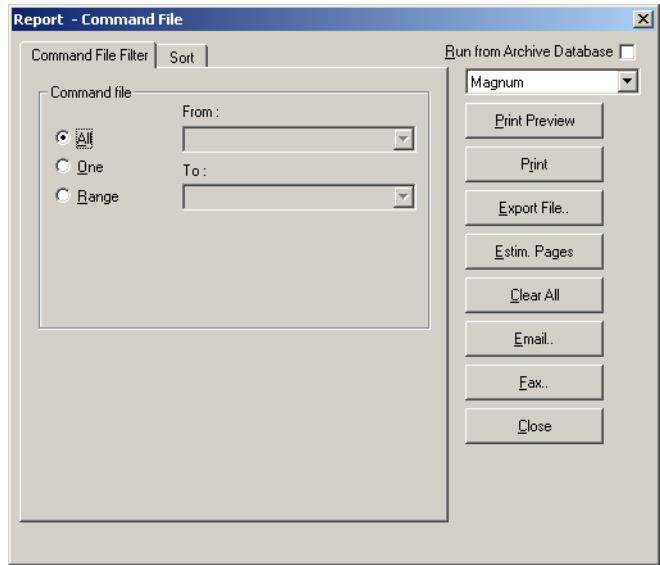 Report - Command File
Command File Filter
Sort
Run from Archive Database
Magnum
Command file
From :
All
One
To :
Range
Print Preview
Print
Export File..
Estim. Pages
Clear All
Email..
Fax..
Close